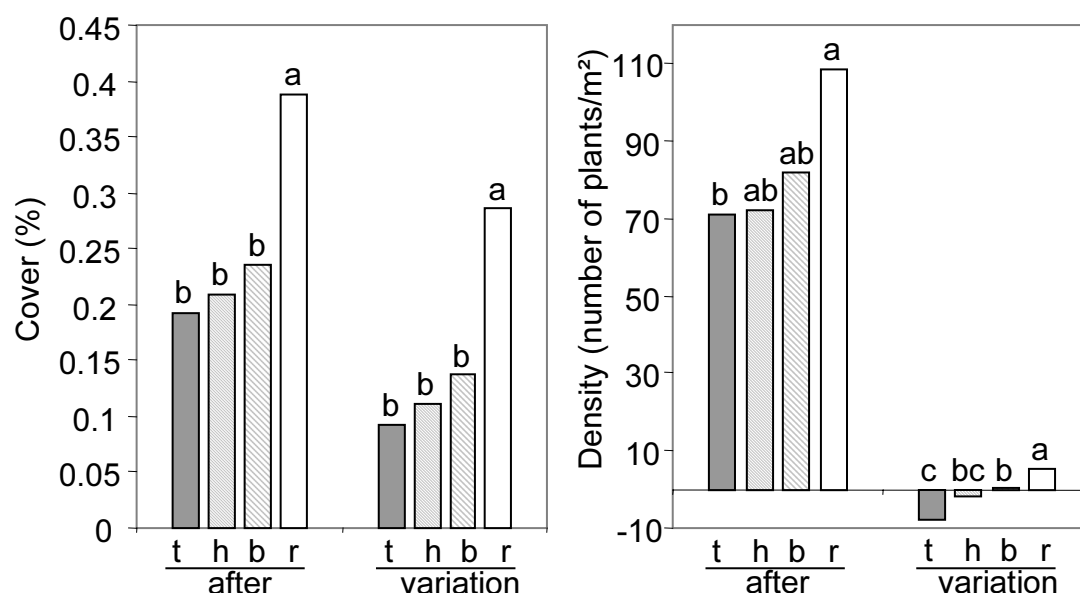 Cover (%)
0.45
0.4
0.35
0.3
0.25
0.2
0.15
0.1
0.05
0
b
b
b
a
b
b
b
a
t h b r
t h b r
after
variation
Density (number of plants/m²)
110
90
70
50
30
10
-10
b
ab
ab
a
c bc b a
t h b r
t h b r
after
variation